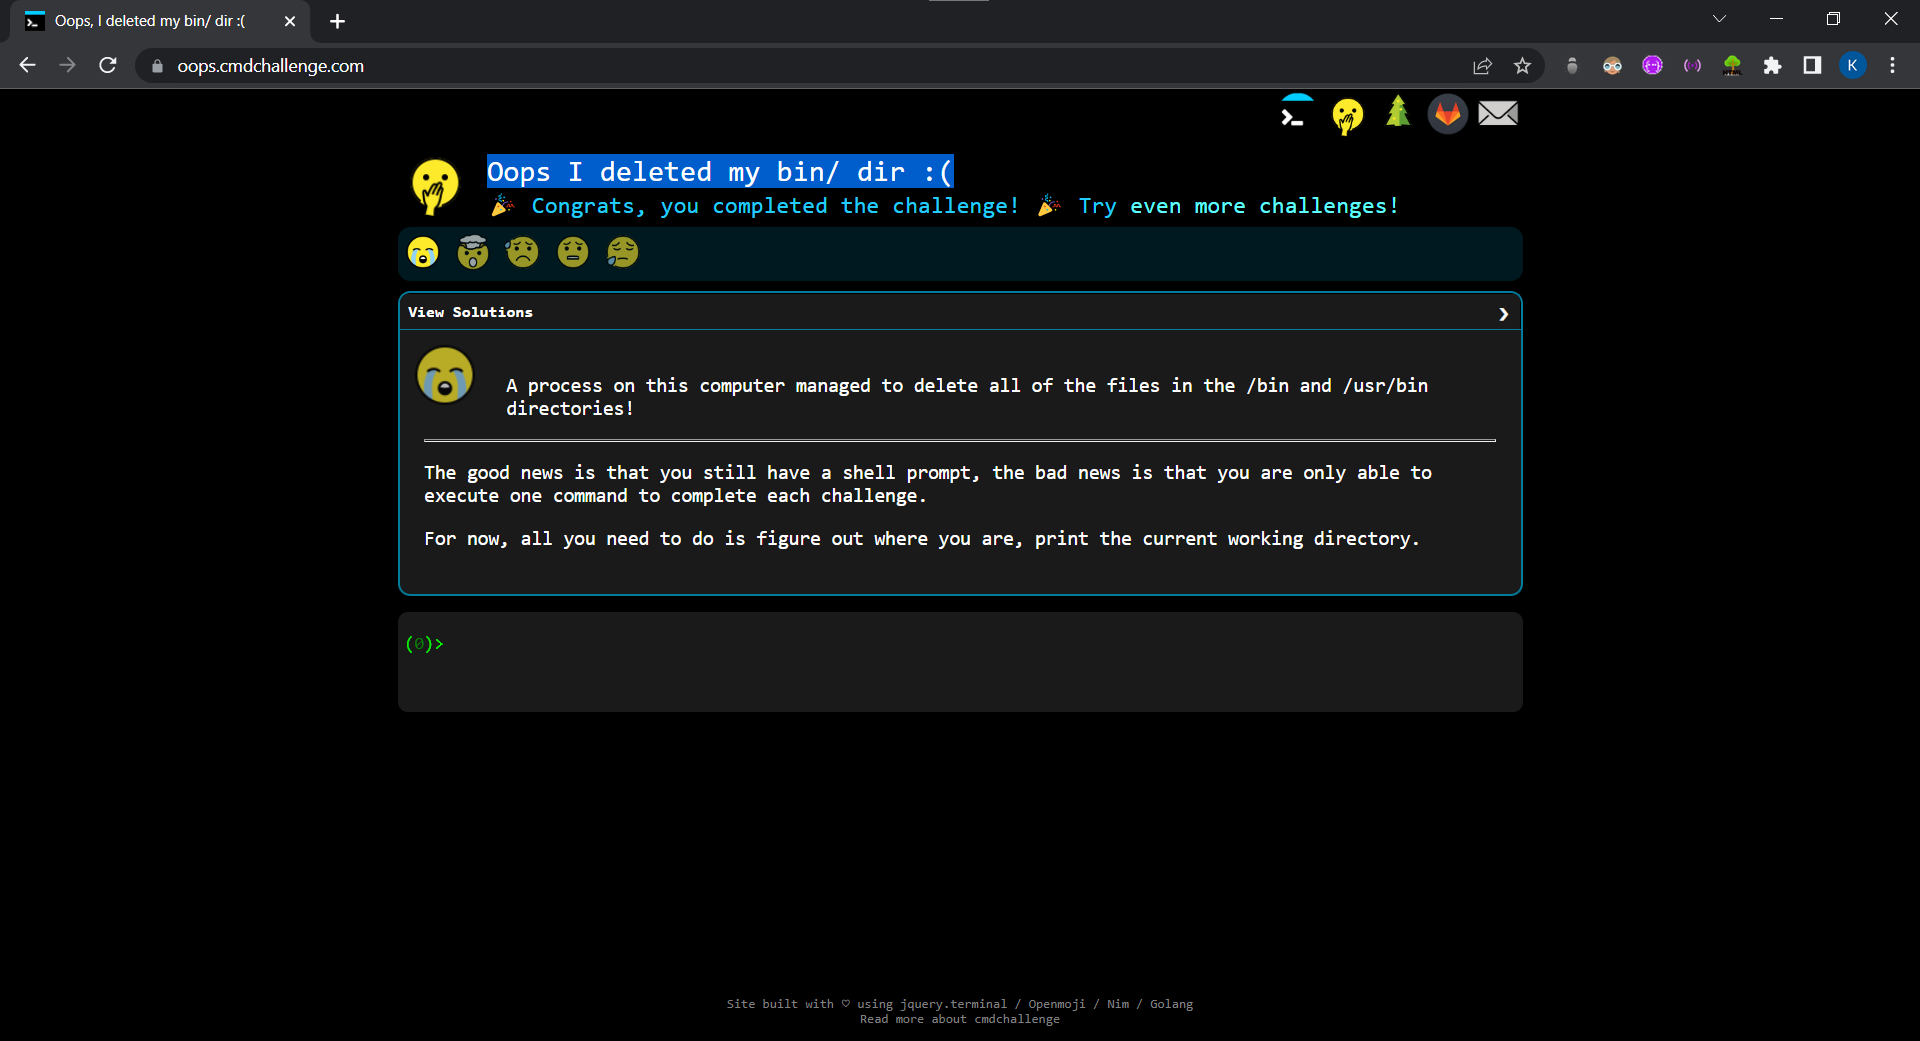 Oops, I deleted my bin/ dir :(
oops.cmdchallenge.com
K
Oops I deleted my bin/ dir :(
🎉 Congrats, you completed the challenge! 🎉 Try even more challenges!
View Solutions
A process on this computer managed to delete all of the files in the /bin and /usr/bin
directories!
The good news is that you still have a shell prompt, the bad news is that you are only able to
execute one command to complete each challenge.
For now, all you need to do is figure out where you are, print the current working directory.
(0)>
Site built with ♡ using jquery.terminal / Openmoji / Nim / Golang
Read more about cmdchallenge